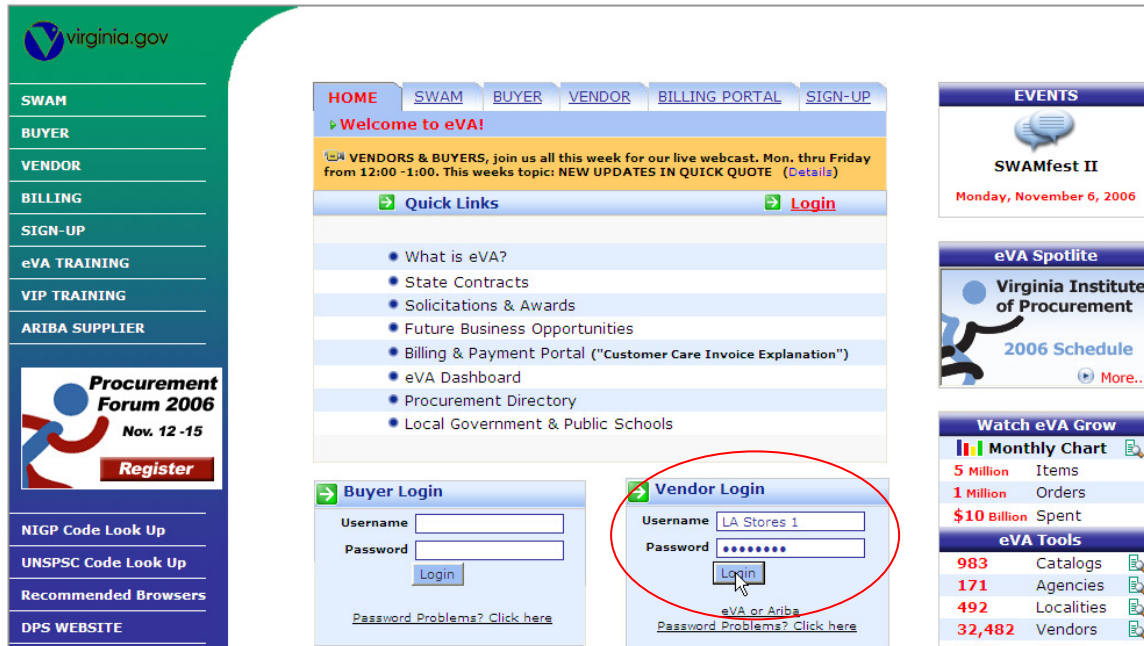 virginia.gov
SWAM
BUYER
VENDOR
BILLING
SIGN-UP
eVA TRAINING
VIP TRAINING
ARIBA SUPPLIER
Procurement
Forum 2006
Nov. 12 -15
Register
NIGP Code Look Up
UNSPSC Code Look Up
Recommended Browsers
DPS WEBSITE
HOME SWAM BUYER VENDOR BILLING PORTAL SIGN-UP
Welcome to eVA!
VENDORS & BUYERS, join us all this week for our live webcast. Mon. thru Friday
from 12:00 -1:00. This weeks topic: NEW UPDATES IN QUICK QUOTE (Details)
Quick Links Login
What is eVA?
State Contracts
Solicitations & Awards
Future Business Opportunities
Billing & Payment Portal ("Customer Care Invoice Explanation")
eVA Dashboard
Procurement Directory
Local Government & Public Schools
Buyer Login
Username
Password
Login
Password Problems? Click here
Vendor Login
Username LA Stores 1
Password ••••••••
Login
eVA or Ariba
Password Problems? Click here
EVENTS
SWAMfest II
Monday, November 6, 2006
eVA Spotlite
Virginia Institute
of Procurement
2006 Schedule
More...
Watch eVA Grow
Monthly Chart
5 Million Items
1 Million Orders
$10 Billion Spent
eVA Tools
983 Catalogs
171 Agencies
492 Localities
32,482 Vendors